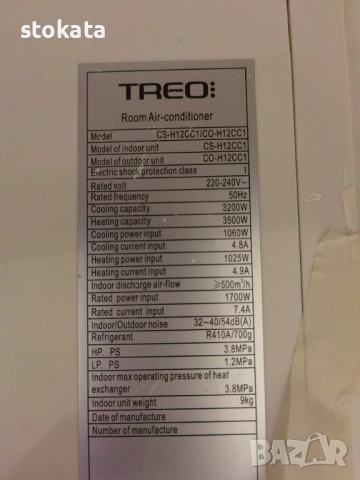 stokata
TREO
Room Air-conditioner
Model CS-H12CC1/CO-H12CC1
Model of indoor unit CS-H12CC1
Model of outdoor unit CO-H12CC1
Electric shock protection class I
Rated volt 220-240V~
Rated frequency 50Hz
Cooling capacity 3200W
Heating capacity 3500W
Cooling power input 1060W
Cooling current input 4.8A
Heating power input 1025W
Heating current input 4.9A
Indoor discharge air-flow ≥500m³/h
Rated power input 1700W
Rated current input 7.4A
Indoor/Outdoor noise 32~40/54dB(A)
Refrigerant R410A/700g
HP. PS 3.8MPa
LP. PS 1.2MPa
Indoor max operating pressure of heat
exchanger 3.8MPa
Indoor unit weight 9kg
Date of manufacture
Number of manufacture
BAZAR